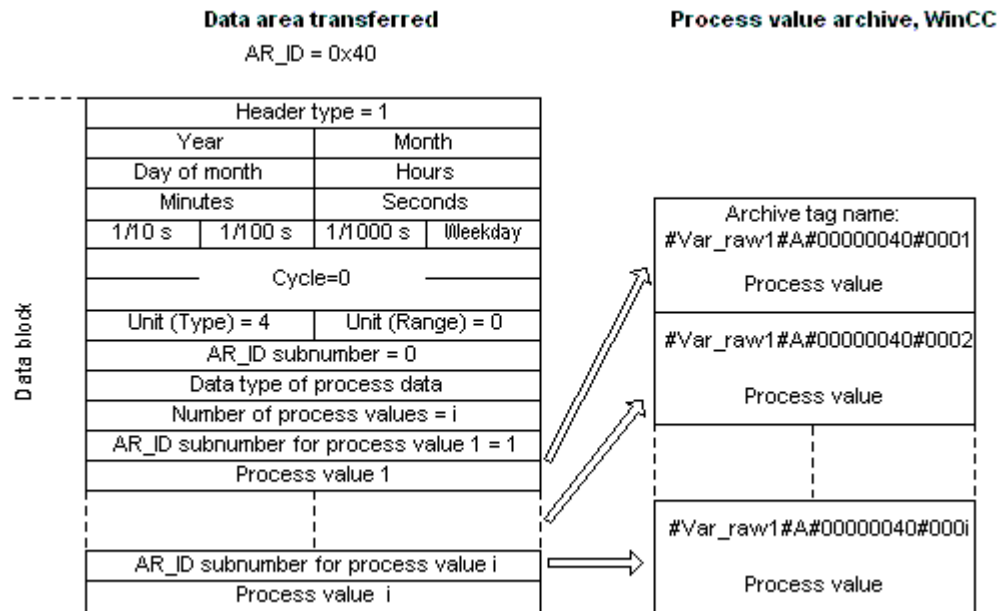 Data area transferred
AR_ID = 0x40
Process value archive, WinCC
Data block
Header type = 1
Year Month
Day of month Hours
Minutes Seconds
1/10 s 1/100 s 1/1000 s Weekday
Cycle=0
Unit (Type) = 4 Unit (Range) = 0
AR_ID subnumber = 0
Data type of process data
Number of process values = i
AR_ID subnumber for process value 1 = 1
Process value 1
AR_ID subnumber for process value i
Process value i
Archive tag name:
#Var_raw1#A#00000040#0001
Process value
#Var_raw1#A#00000040#0002
Process value
#Var_raw1#A#00000040#000i
Process value